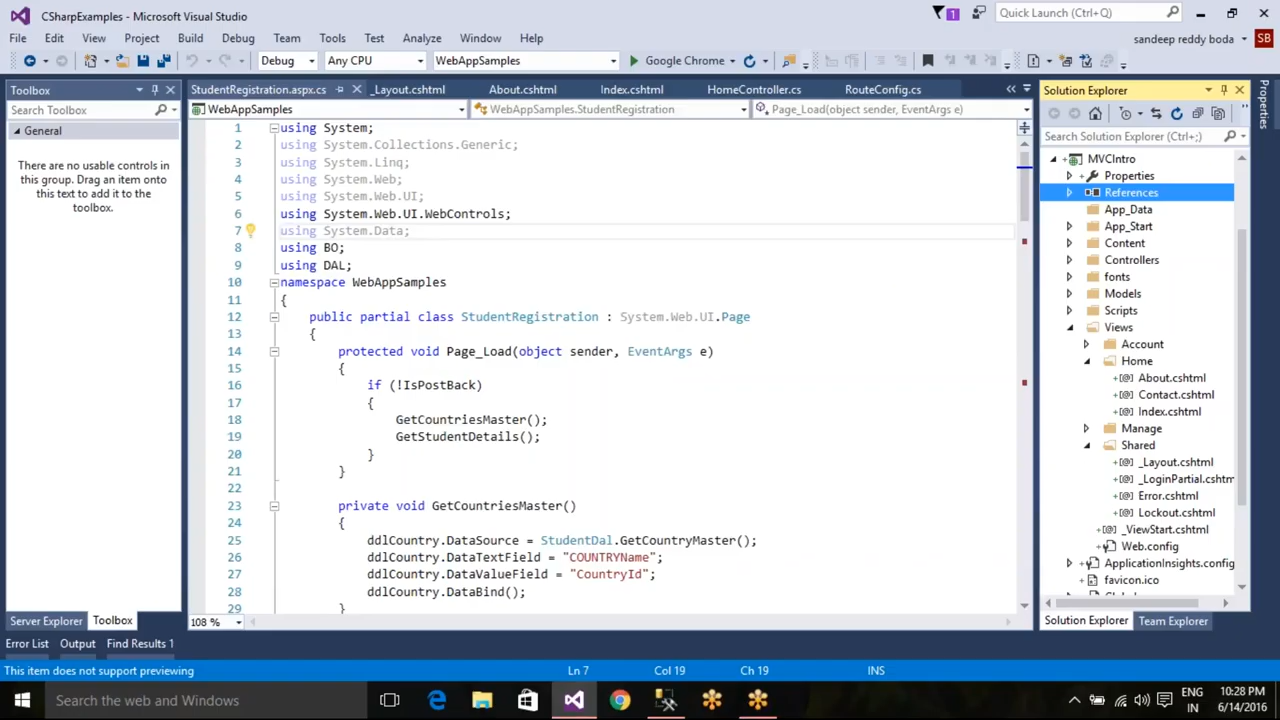 CSharpExamples - Microsoft Visual Studio
1
Quick Launch (Ctrl+Q)
File Edit View Project Build Debug Team Tools Test Analyze Window Help
sandeep reddy boda SB
Debug Any CPU WebAppSamples Google Chrome
Toolbox
StudentRegistration.aspx.cs _Layout.cshtml About.cshtml Index.cshtml HomeController.cs RouteConfig.cs
Solution Explorer
Search Toolbox
WebAppSamples WebAppSamples.StudentRegistration Page_Load(object sender, EventArgs e)
General
There are no usable controls in
this group. Drag an item onto
this text to add it to the
toolbox.
1 using System;
2 using System.Collections.Generic;
3 using System.Linq;
4 using System.Web;
5 using System.Web.UI;
6 using System.Web.UI.WebControls;
7 using System.Data;
8 using BO;
9 using DAL;
10 namespace WebAppSamples
11 {
12 public partial class StudentRegistration : System.Web.UI.Page
13 {
14 protected void Page_Load(object sender, EventArgs e)
15 {
16 if (!IsPostBack)
17 {
18 GetCountriesMaster();
19 GetStudentDetails();
20 }
21 }
22
23 private void GetCountriesMaster()
24 {
25 ddlCountry.DataSource = StudentDal.GetCountryMaster();
26 ddlCountry.DataTextField = "COUNTRYName";
27 ddlCountry.DataValueField = "CountryId";
28 ddlCountry.DataBind();
29 }
108 %
Search Solution Explorer (Ctrl+;)
MVCIntro
Properties
References
App_Data
App_Start
Content
Controllers
fonts
Models
Scripts
Views
Account
Home
About.cshtml
Contact.cshtml
Index.cshtml
Manage
Shared
_Layout.cshtml
_LoginPartial.cshtm
Error.cshtml
Lockout.cshtml
_ViewStart.cshtml
Web.config
ApplicationInsights.config
favicon.ico
Properties
Server Explorer Toolbox
Solution Explorer Team Explorer
Error List Output Find Results 1
This item does not support previewing Ln 7 Col 19 Ch 19 INS
Search the web and Windows
ENG
IN
10:28 PM
6/14/2016